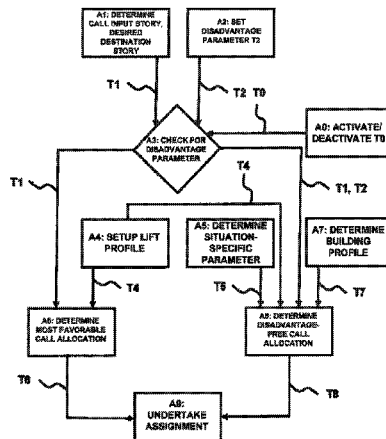 A1: DETERMINE
CALL INPUT STORY,
DESIRED
DESTINATION
STORY
A2: SET
DISADVANTAGE
PARAMETER T2
T1
T2
T0
A3: CHECK FOR
DISADVANTAGE
PARAMETER
A0: ACTIVATE/
DEACTIVATE T0
T1
T4
T1, T2
A4: SETUP LIFT
PROFILE
A5: DETERMINE
SITUATION-
SPECIFIC
PARAMETER
A7: DETERMINE
BUILDING
PROFILE
T4
T5
T7
A6: DETERMINE
MOST FAVORABLE
CALL ALLOCATION
DETERMINE
DISADVANTAGE-
FREE CALL
ALLOCATION
T6
T8
A9:
UNDERTAKE
ASSIGNMENT